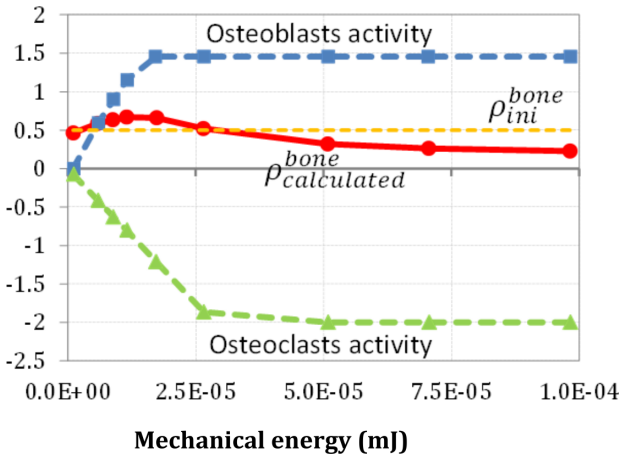 2
Osteoblasts activity
1.5
1
ρ_ini^bone
0.5
0
ρ_calculated^bone
-0.5
-1
-1.5
-2
Osteoclasts activity
-2.5
0.0E+00 2.5E-05 5.0E-05 7.5E-05 1.0E-04
Mechanical energy (mJ)